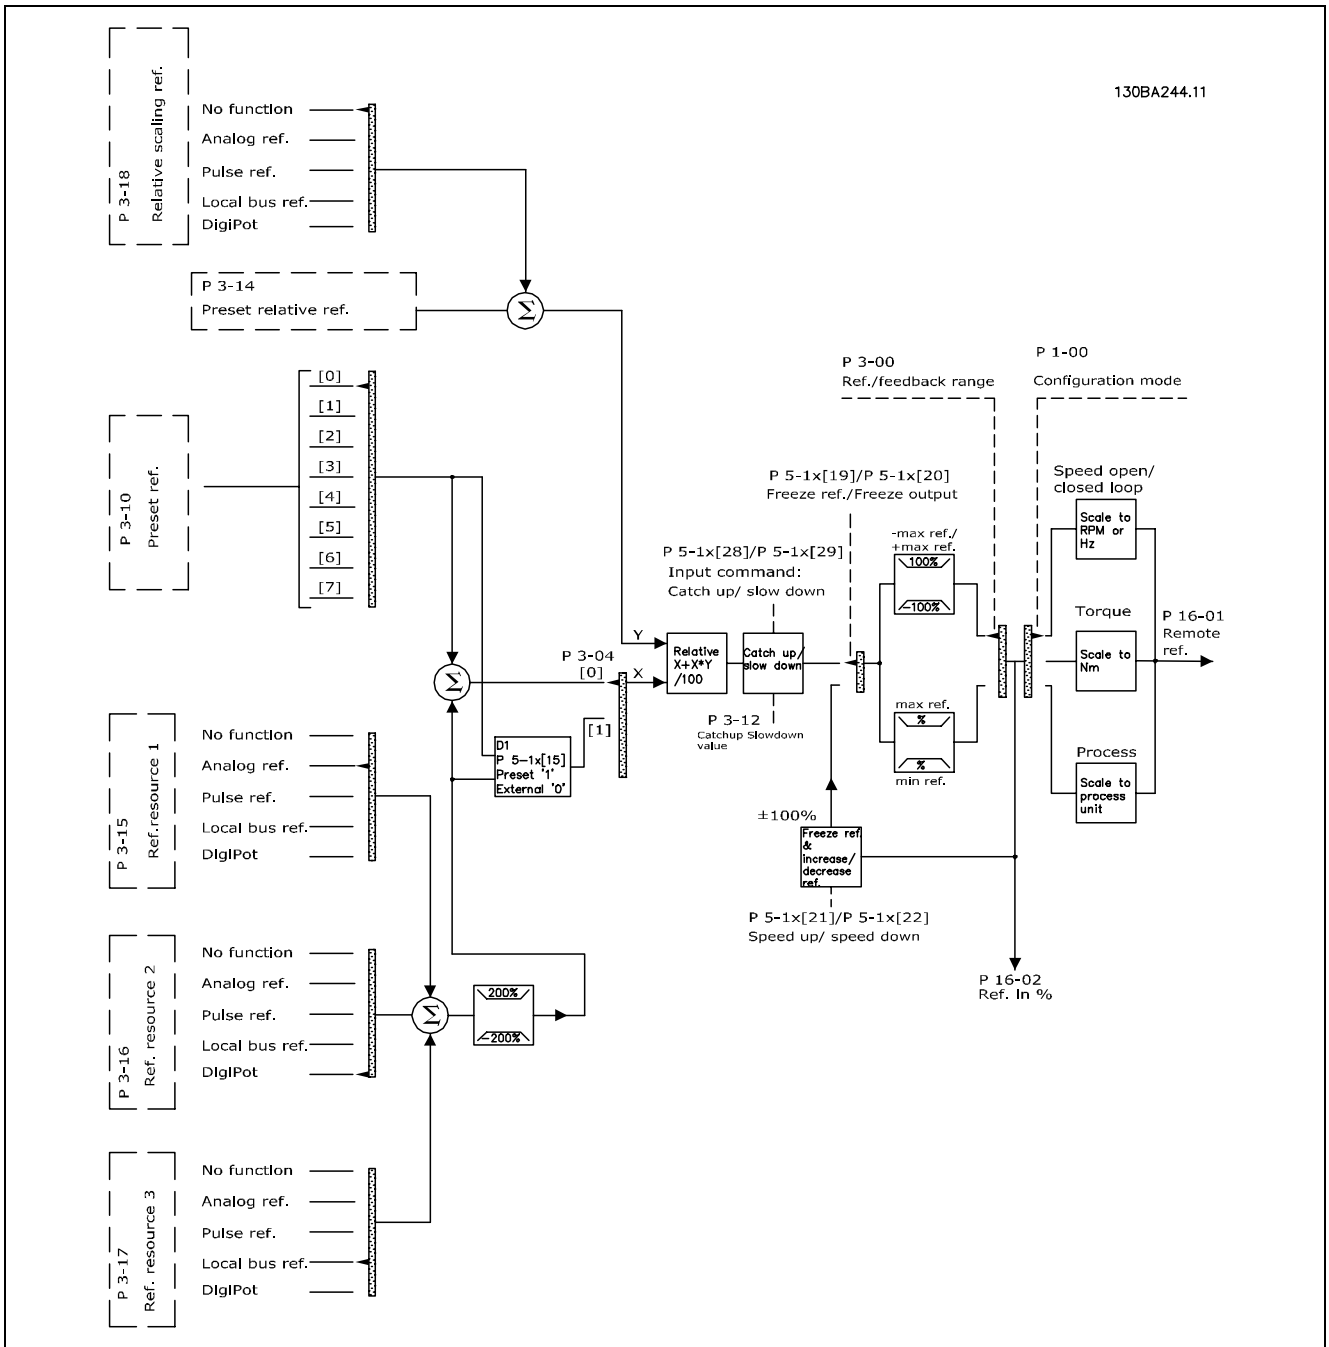 130BA244.11
P 3-18
Relative scaling ref.
No function
Analog ref.
Pulse ref.
Local bus ref.
DigiPot
P 3-14
Preset relative ref.
Σ
P 3-10
Preset ref.
[0]
[1]
[2]
[3]
[4]
[5]
[6]
[7]
Σ
P 3-04
[0]
[1]
D1
P 5-1x[15]
Preset '1'
External '0'
Y
X
Relative
X+X*Y
/100
P 5-1x[28]/P 5-1x[29]
Input command:
Catch up/ slow down
Catch up/
slow down
P 3-12
Catchup Slowdown
value
P 5-1x[19]/P 5-1x[20]
Freeze ref./Freeze output
-max ref./
+max ref.
100%
-100%
max ref.
%
%
min ref.
P 3-00
Ref./feedback range
P 1-00
Configuration mode
Speed open/
closed loop
Scale to
RPM or
Hz
Torque
Scale to
Nm
Process
Scale to
process
unit
P 16-01
Remote
ref.
±100%
Freeze ref.
&
increase/
decrease
ref.
P 5-1x[21]/P 5-1x[22]
Speed up/ speed down
P 16-02
Ref. in %
P 3-15
Ref.resource 1
No function
Analog ref.
Pulse ref.
Local bus ref.
DigiPot
P 3-16
Ref. resource 2
No function
Analog ref.
Pulse ref.
Local bus ref.
DigiPot
Σ
200%
-200%
P 3-17
Ref. resource 3
No function
Analog ref.
Pulse ref.
Local bus ref.
DigiPot